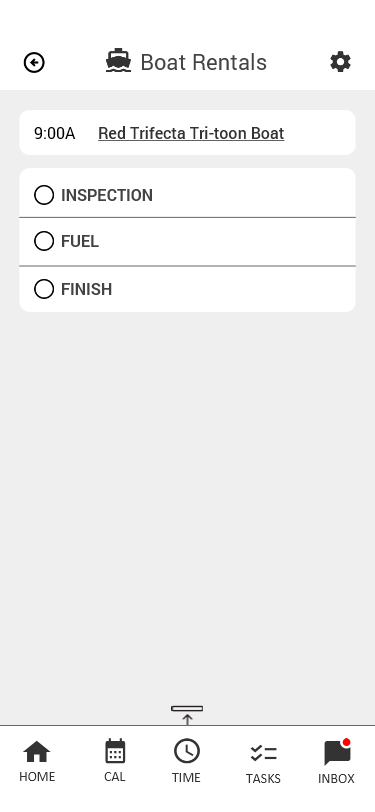 Boat Rentals
9:00A Red Trifecta Tri-toon Boat
INSPECTION
FUEL
FINISH
HOME CAL TIME TASKS INBOX